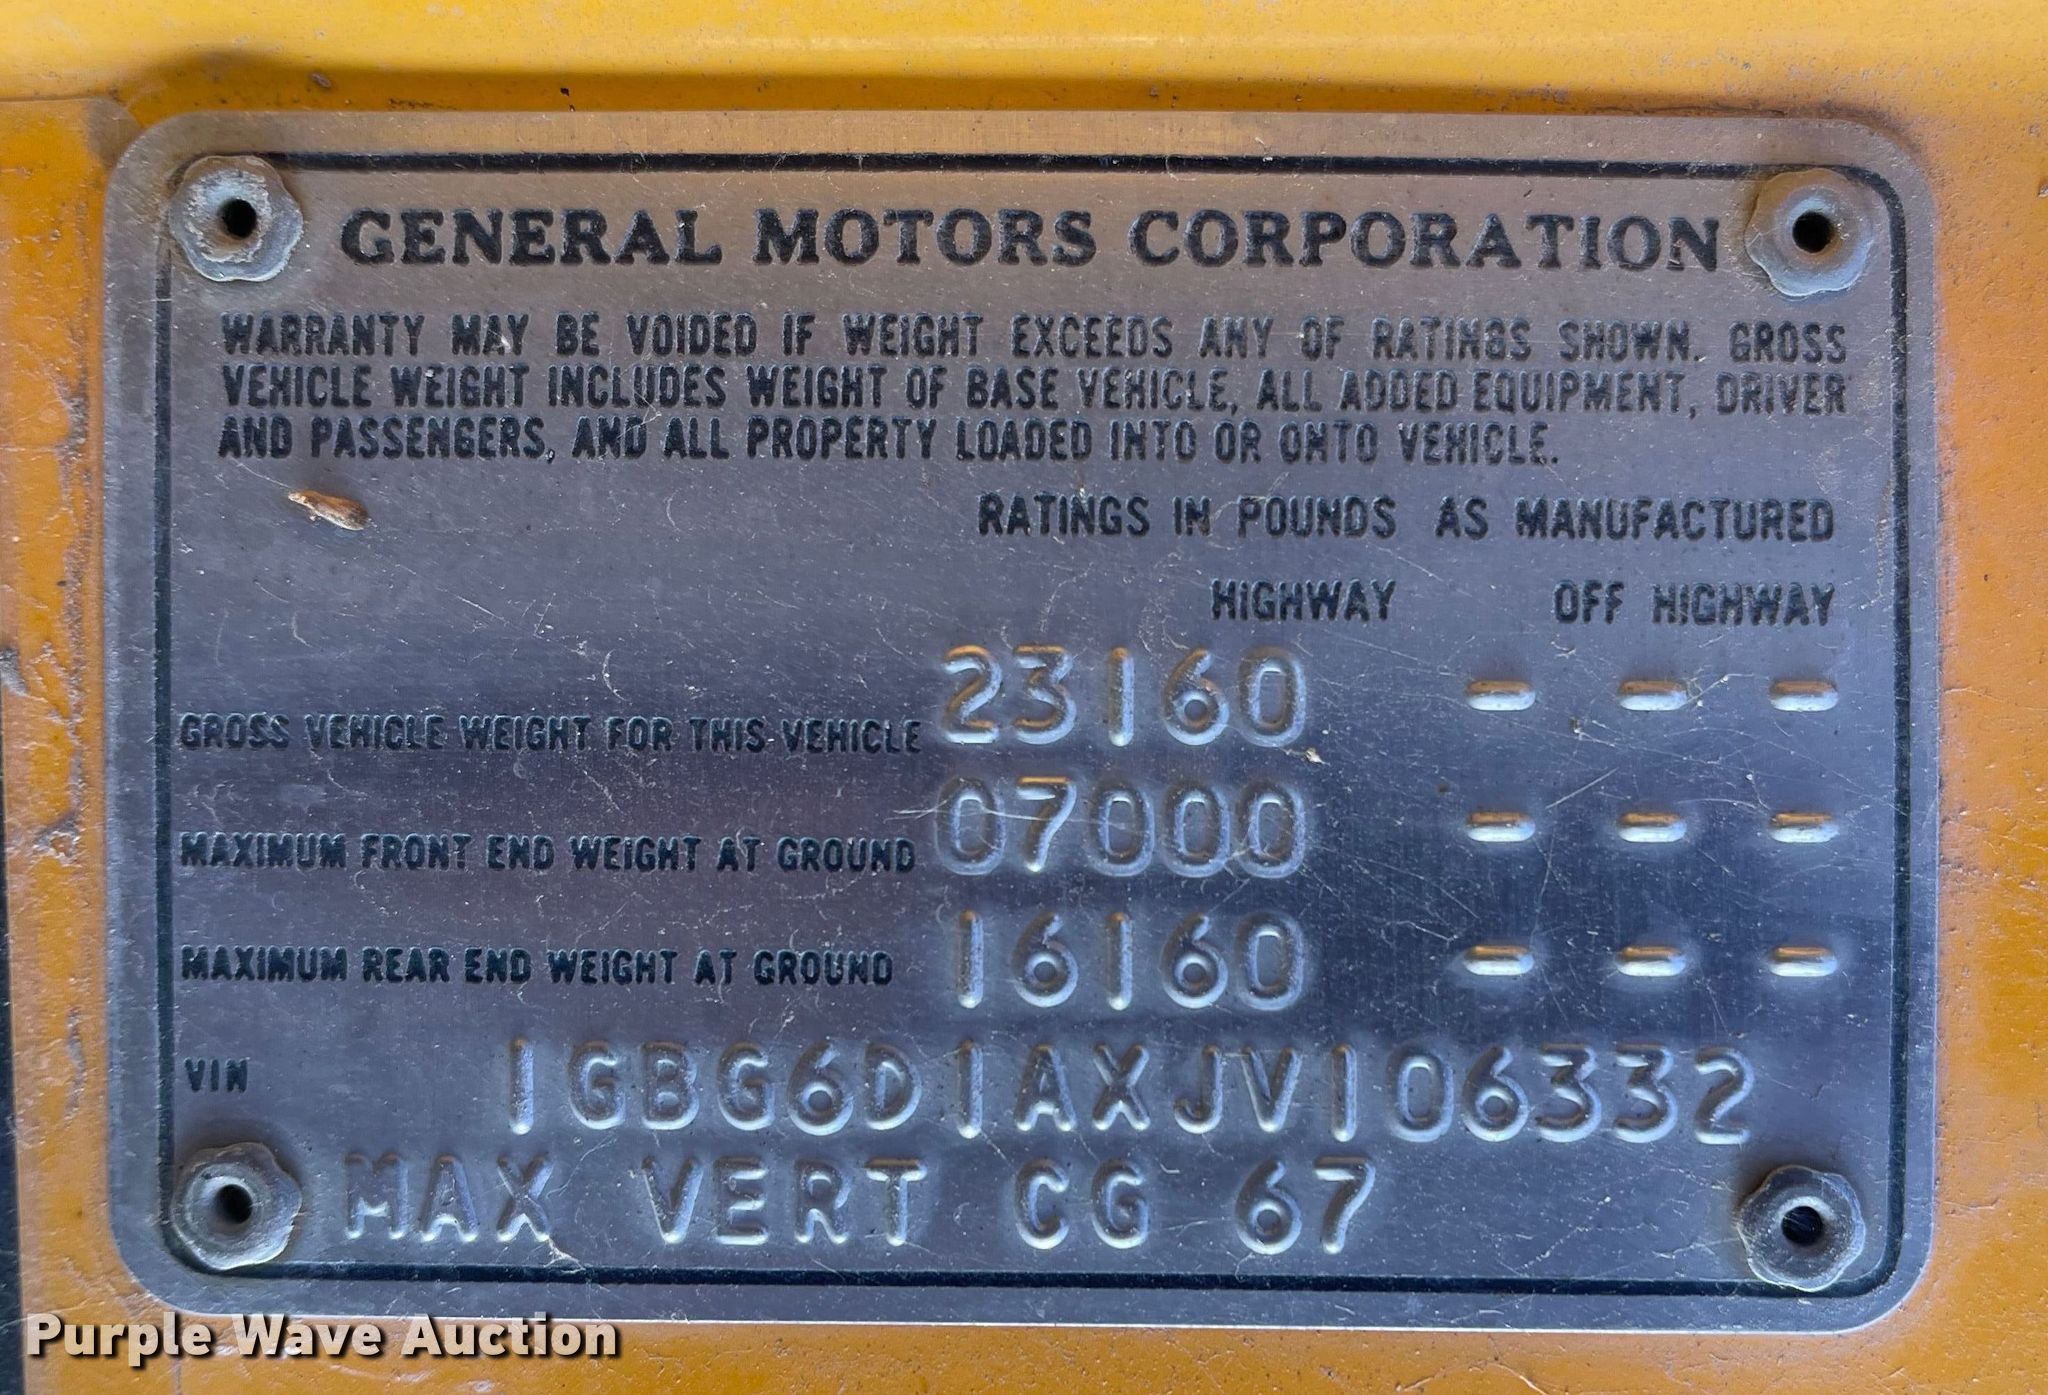 GENERAL MOTORS CORPORATION
WARRANTY MAY BE VOIDED IF WEIGHT EXCEEDS ANY OF RATINGS SHOWN. GROSS
VEHICLE WEIGHT INCLUDES WEIGHT OF BASE VEHICLE, ALL ADDED EQUIPMENT, DRIVER
AND PASSENGERS, AND ALL PROPERTY LOADED INTO OR ONTO VEHICLE.
RATINGS IN POUNDS AS MANUFACTURED
HIGHWAY OFF HIGHWAY
GROSS VEHICLE WEIGHT FOR THIS VEHICLE 23160 - - -
MAXIMUM FRONT END WEIGHT AT GROUND 07000 - - -
MAXIMUM REAR END WEIGHT AT GROUND 16160 - - -
VIN 1GBG6D1AXJV106332
MAX VERT CG 67
Purple Wave Auction